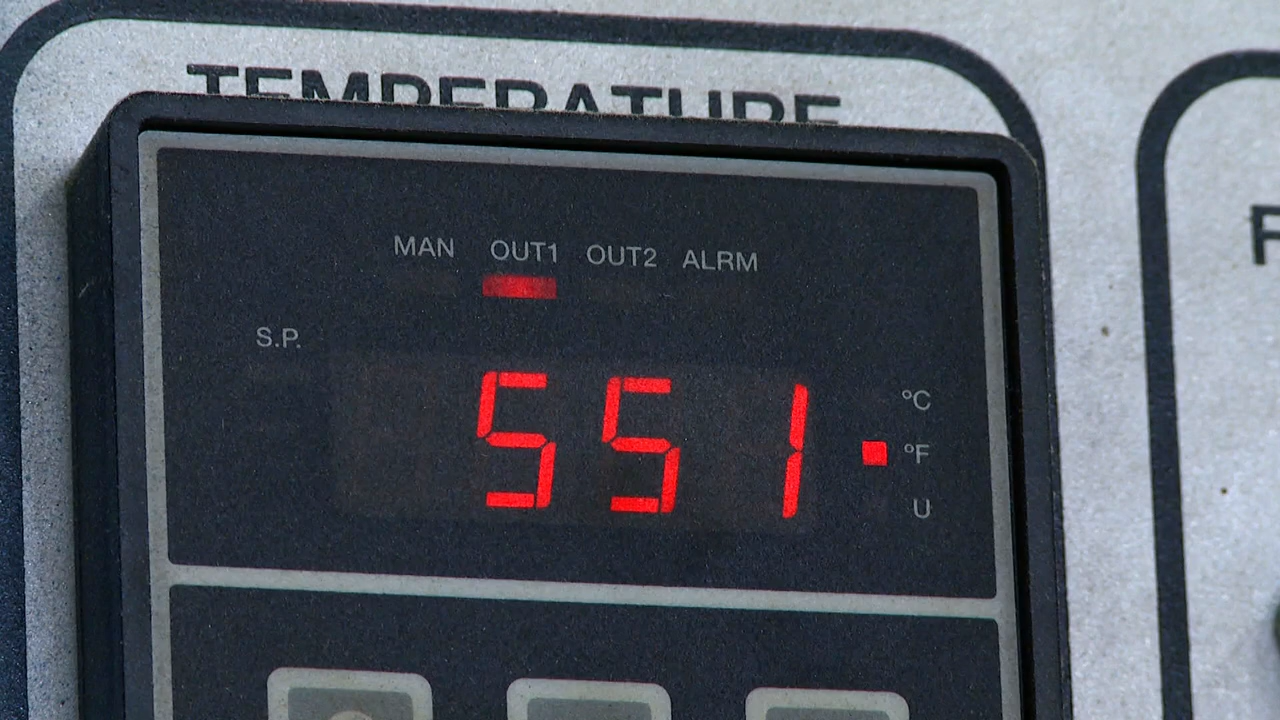 TEMPERATURE
MAN OUT1 OUT2 ALRM
S.P.
551
°C
°F
U